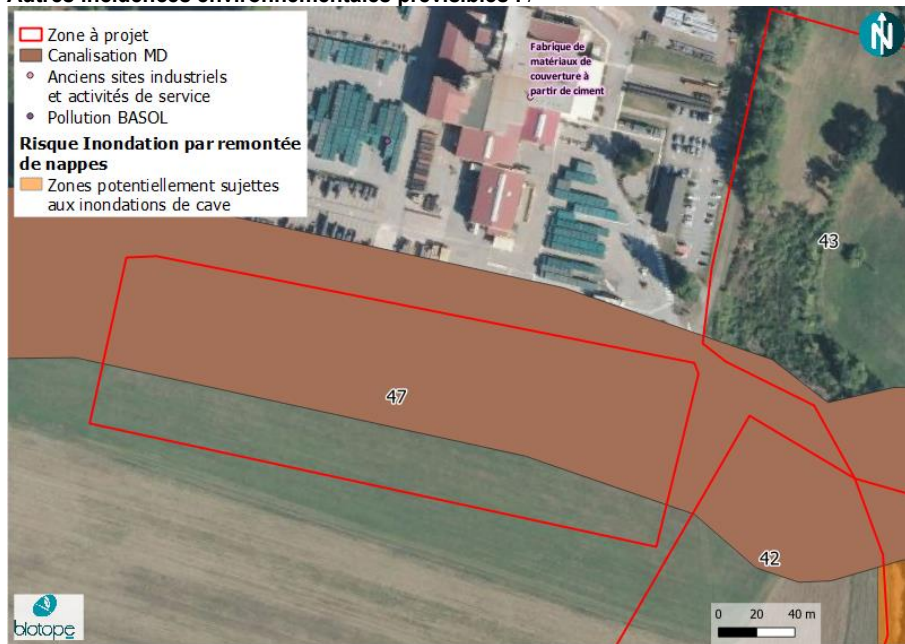 Autres incidences environnementales prévisibles : /
Zone à projet
Canalisation MD
Anciens sites industriels
et activités de service
Pollution BASOL
Risque Inondation par remontée
de nappes
Zones potentiellement sujettes
aux inondations de cave
Fabrique de
matériaux de
couverture à
partir de ciment
N
43
47
42
0 20 40 m
biotope